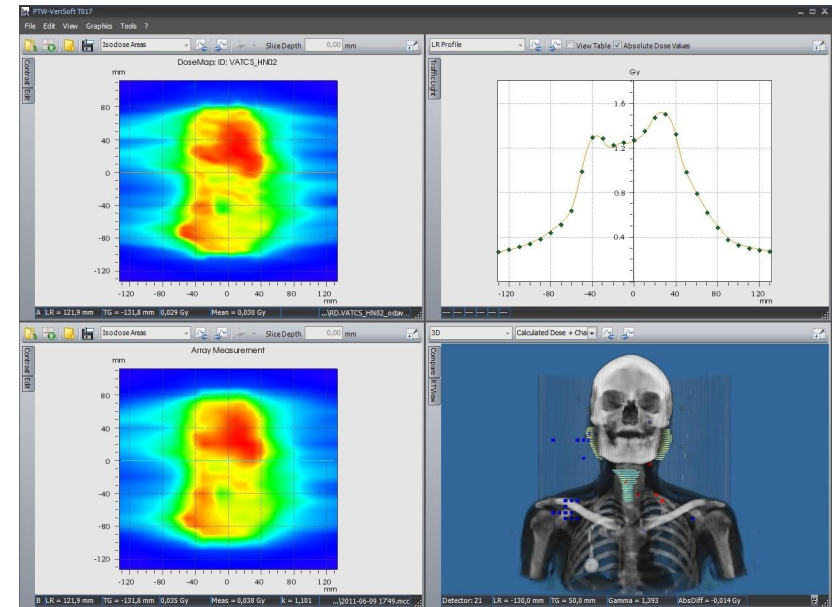 PTW-VeriSoft T017
File Edit View Graphics Tools ?
Isodose Areas Slice Depth 0,00 mm
LR Profile View Table Absolute Dose Values
Contrast Edit
DoseMap: ID: VATCS_HN02
mm
80
40
0
-40
-80
-120
-120 -80 -40 0 40 80 120
mm
A LR = 121,9 mm TG = -131,8 mm 0,029 Gy Mean = 0,030 Gy
TrafficLight
Gy
1.6
1.2
0.8
0.4
-120 -80 -40 0 40 80 120
mm
--- --- --- --- ---
Isodose Areas Slice Depth 0,00 mm
3D Calculated Dose + Cha
Contrast Edit
Array Measurement
mm
80
40
0
-40
-80
-120
-120 -80 -40 0 40 80 120
mm
B LR = 121,9 mm TG = -131,8 mm 0,035 Gy Meas = 0,038 Gy k = 1,101 ...\2011-06-09 17'49.mcc
Compare RTView
Detector: 21 LR = -130,0 mm TG = 50,0 mm Gamma = 1,393 AbsDiff = -0,014 Gy